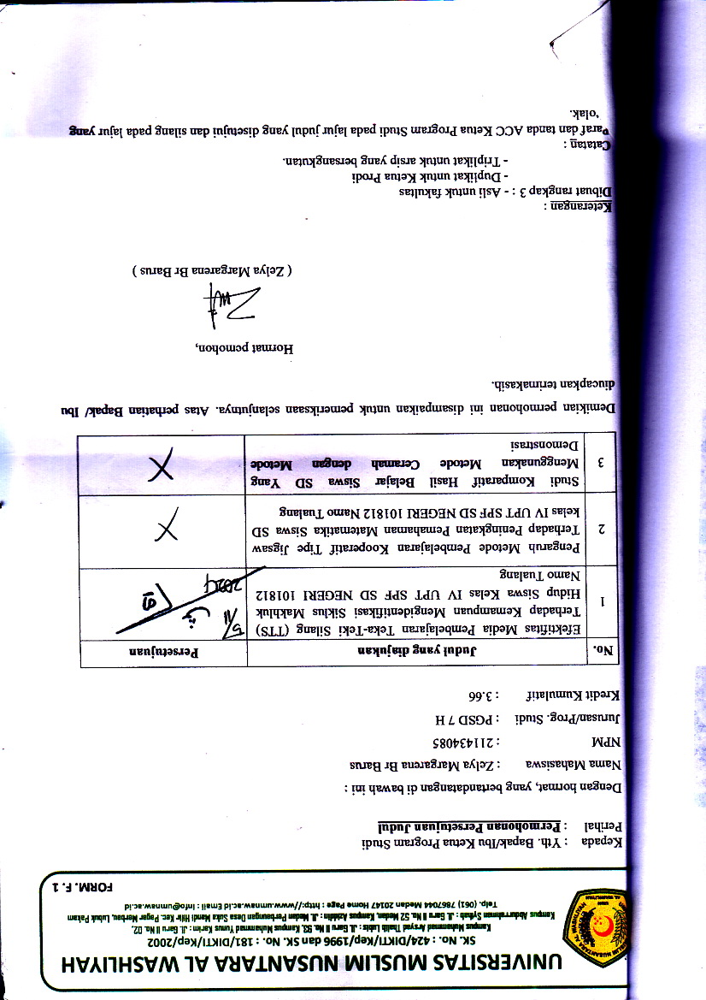 UNIVERSITAS MUSLIM NUSANTARA AL WASHLIYAH
SK. No. : 424/DIKTI/Kep/1996 dan SK. No. : 181/DIKTI/Kep/2002
Kampus Muhammad Arsyad Thalib Lubis : Jl. Garu II No. 93, Kampus Muhammad Yunus Karim : Jl. Garu II No. 02,
Kampus Abdurrahman Syihab : Jl. Garu II No. 52 Medan, Kampus Aziddin : Jl. Medan Perbaungan Desa Suka Mandi Hilir Kec. Pagar Merbau, Lubuk Pakam
Telp. (061) 7867044 Medan 20147 Home Page : http://www.umnaw.ac.id Email : info@umnaw.ac.id
FORM. F. 1
Kepada : Yth. Bapak/Ibu Ketua Program Studi
Perihal : Permohonan Persetujuan Judul
Dengan hormat, yang bertandatangan di bawah ini :
Nama Mahasiswa : Zelya Margarena Br Barus
NPM : 211434085
Jurusan/Prog. Studi : PGSD 7 H
Kredit Kumulatif : 3.66
No. Judul yang diajukan Persetujuan
1 Efektifitas Media Pembelajaran Teka-Teki Silang (TTS)
Terhadap Kemampuan Mengidentifikasi Siklus Makhluk
Hidup Siswa Kelas IV UPT SPF SD NEGERI 101812
Namo Tualang
5/11
2024
2 Pengaruh Metode Pembelajaran Kooperatif Tipe Jigsaw
Terhadap Peningkatan Pemahaman Matematika Siswa SD
kelas IV UPT SPF SD NEGERI 101812 Namo Tualang
X
3 Studi Komparatif Hasil Belajar Siswa SD Yang
Menggunakan Metode Ceramah dengan Metode
Demonstrasi
X
Demikian permohonan ini disampaikan untuk pemeriksaan selanjutnya. Atas perhatian Bapak/ Ibu
diucapkan terimakasih.
Hormat pemohon,
( Zelya Margarena Br Barus )
Keterangan :
Dibuat rangkap 3 : - Asli untuk fakultas
- Duplikat untuk Ketua Prodi
- Triplikat untuk arsip yang bersangkutan.
Catatan :
Paraf dan tanda ACC Ketua Program Studi pada lajur judul yang disetujui dan silang pada lajur yang
'olak.